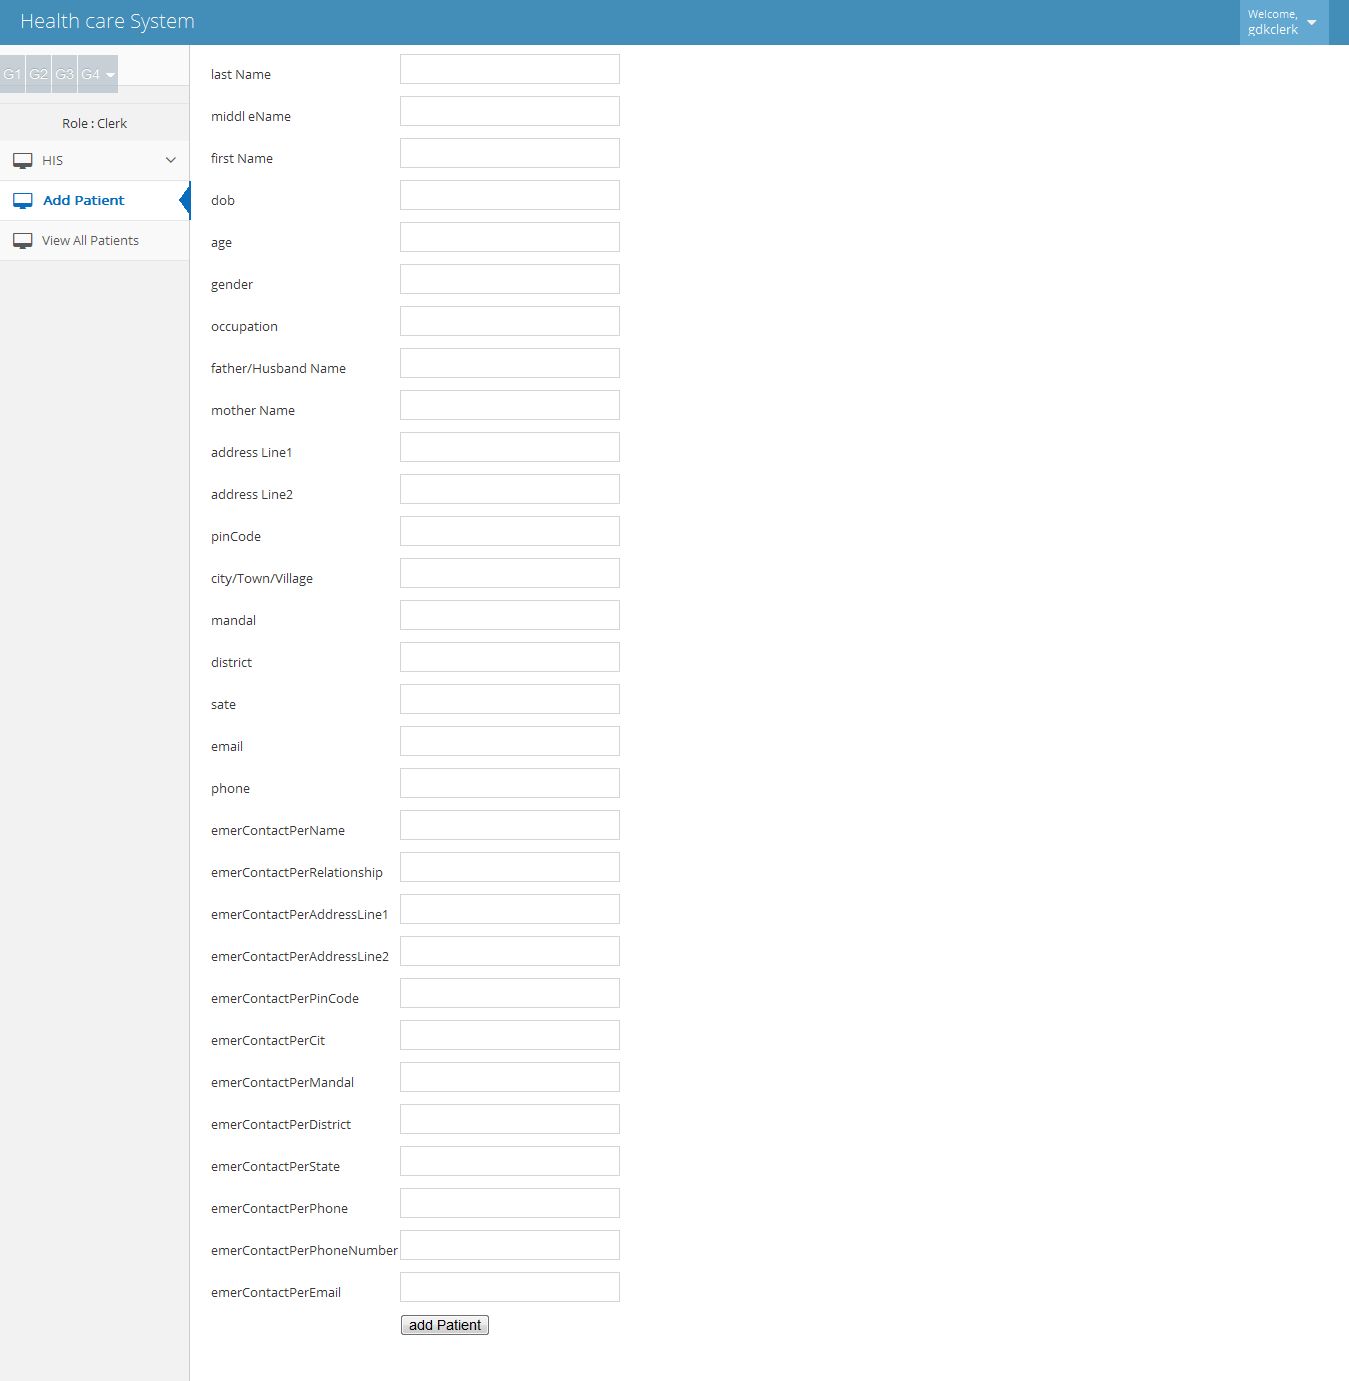 Health care System
Welcome,
gdkclerk
G1 G2 G3 G4
Role : Clerk
HIS
Add Patient
View All Patients
last Name
middl eName
first Name
dob
age
gender
occupation
father/Husband Name
mother Name
address Line1
address Line2
pinCode
city/Town/Village
mandal
district
sate
email
phone
emerContactPerName
emerContactPerRelationship
emerContactPerAddressLine1
emerContactPerAddressLine2
emerContactPerPinCode
emerContactPerCit
emerContactPerMandal
emerContactPerDistrict
emerContactPerState
emerContactPerPhone
emerContactPerPhoneNumber
emerContactPerEmail
add Patient